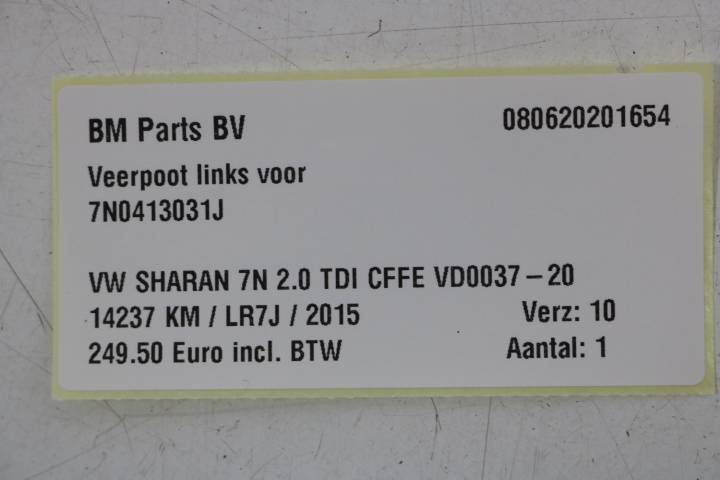 BM Parts BV 080620201654
Veerpoot links voor
7N0413031J
VW SHARAN 7N 2.0 TDI CFFE VD0037-20
14237 KM / LR7J / 2015 Verz: 10
249.50 Euro incl. BTW Aantal: 1